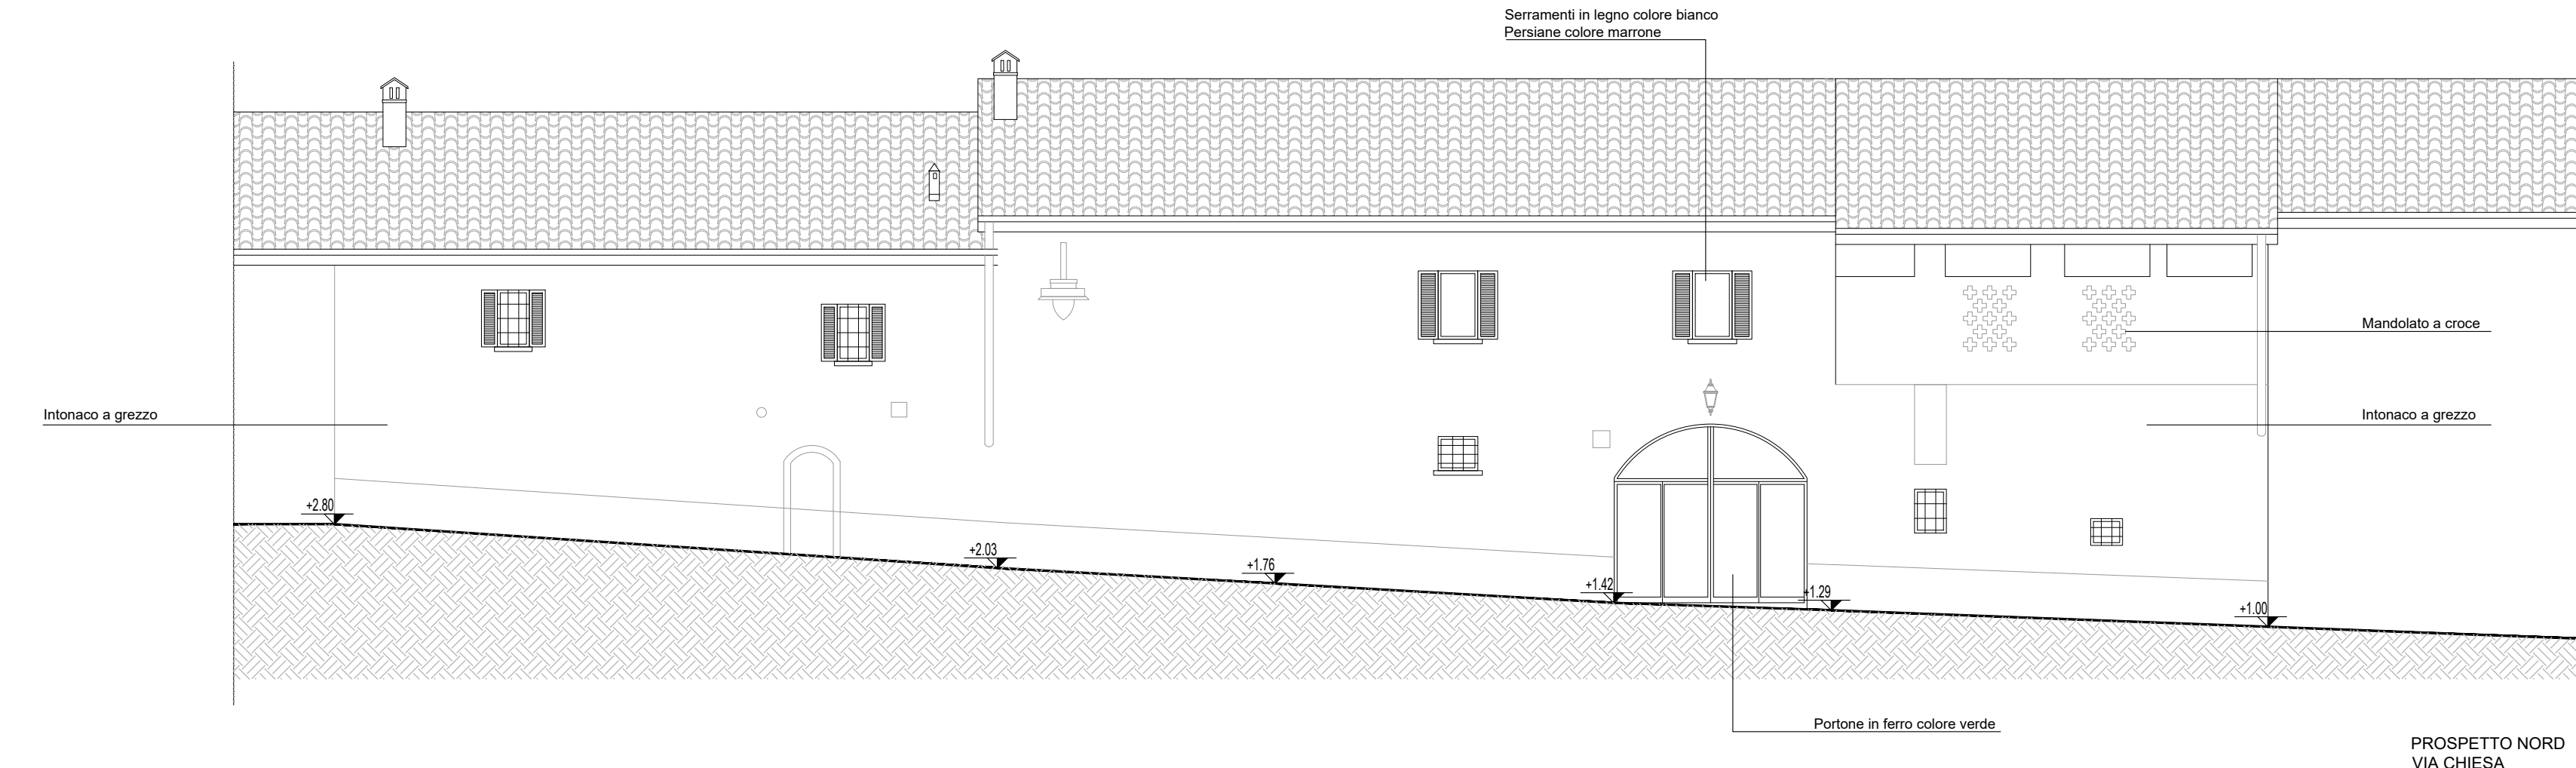 Serramenti in legno colore bianco
Persiane colore marrone
Mandolato a croce
Intonaco a grezzo
Intonaco a grezzo
+2.80
+2.03
+1.76
+1.42
+1.29
+1.00
Portone in ferro colore verde
PROSPETTO NORD
VIA CHIESA